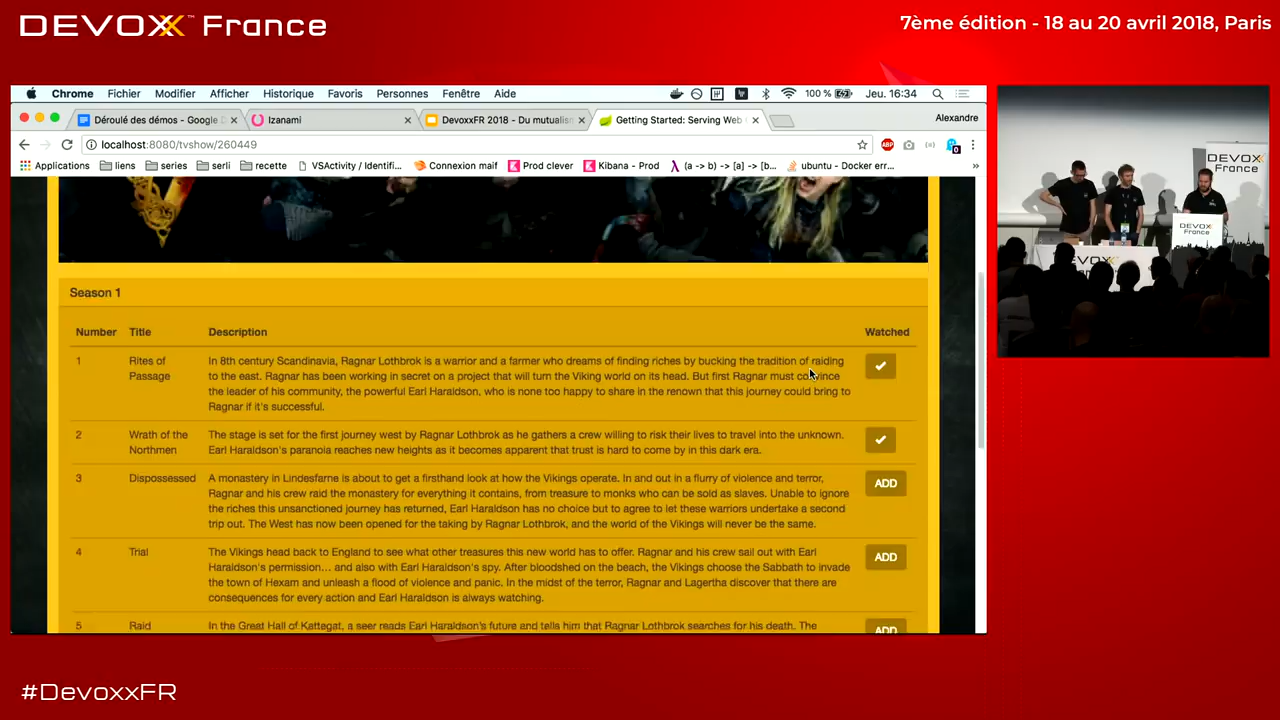 DEVOXX™ France
7ème édition - 18 au 20 avril 2018, Paris
Chrome Fichier Modifier Afficher Historique Favoris Personnes Fenêtre Aide 100 % Jeu. 16:34
Déroulé des démos - Google D
Izanami
DevoxxFR 2018 - Du mutualism
Getting Started: Serving Web
Alexandre
localhost:8080/tvshow/260449
ABP
0
Applications liens series serli recette VSActivity / Identifi... Connexion maif Prod clever Kibana - Prod (a -> b) -> [a] -> [b... ubuntu - Docker err...
Season 1
Number Title Description Watched
1 Rites of Passage
In 8th century Scandinavia, Ragnar Lothbrok is a warrior and a farmer who dreams of finding riches by bucking the tradition of raiding
to the east. Ragnar has been working in secret on a project that will turn the Viking world on its head. But first Ragnar must convince
the leader of his community, the powerful Earl Haraldson, who is none too happy to share in the renown that this journey could bring to
Ragnar if it's successful.
2 Wrath of the Northmen
The stage is set for the first journey west by Ragnar Lothbrok as he gathers a crew willing to risk their lives to travel into the unknown.
Earl Haraldson's paranoia reaches new heights as it becomes apparent that trust is hard to come by in this dark era.
3 Dispossessed
A monastery in Lindesfarne is about to get a firsthand look at how the Vikings operate. In and out in a flurry of violence and terror,
Ragnar and his crew raid the monastery for everything it contains, from treasure to monks who can be sold as slaves. Unable to ignore
the riches this unsanctioned journey has returned, Earl Haraldson has no choice but to agree to let these warriors undertake a second
trip out. The West has now been opened for the taking by Ragnar Lothbrok, and the world of the Vikings will never be the same.
ADD
4 Trial
The Vikings head back to England to see what other treasures this new world has to offer. Ragnar and his crew sail out with Earl
Haraldson's permission... and also with Earl Haraldson's spy. After bloodshed on the beach, the Vikings choose the Sabbath to invade
the town of Hexam and unleash a flood of violence and panic. In the midst of the terror, Ragnar and Lagertha discover that there are
consequences for every action and Earl Haraldson is always watching.
ADD
5 Raid
In the Great Hall of Kattegat, a seer reads Earl Haraldson's future and tells him that Ragnar Lothbrok searches for his death. The
ADD
DEVOXX
France
DEVOXX
France
DEVOXX
#DevoxxFR